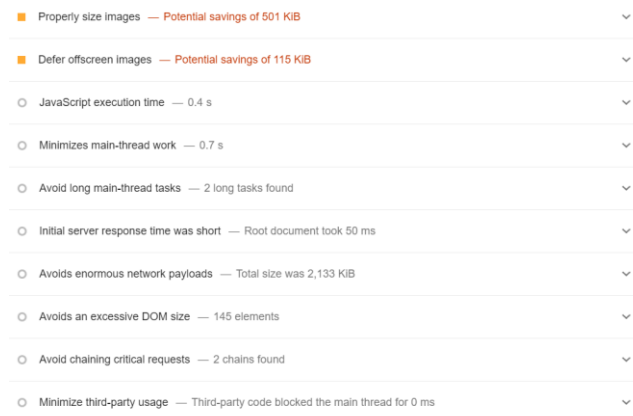 Properly size images — Potential savings of 501 KiB
Defer offscreen images — Potential savings of 115 KiB
JavaScript execution time — 0.4 s
Minimizes main-thread work — 0.7 s
Avoid long main-thread tasks — 2 long tasks found
Initial server response time was short — Root document took 50 ms
Avoids enormous network payloads — Total size was 2,133 KiB
Avoids an excessive DOM size — 145 elements
Avoid chaining critical requests — 2 chains found
Minimize third-party usage — Third-party code blocked the main thread for 0 ms